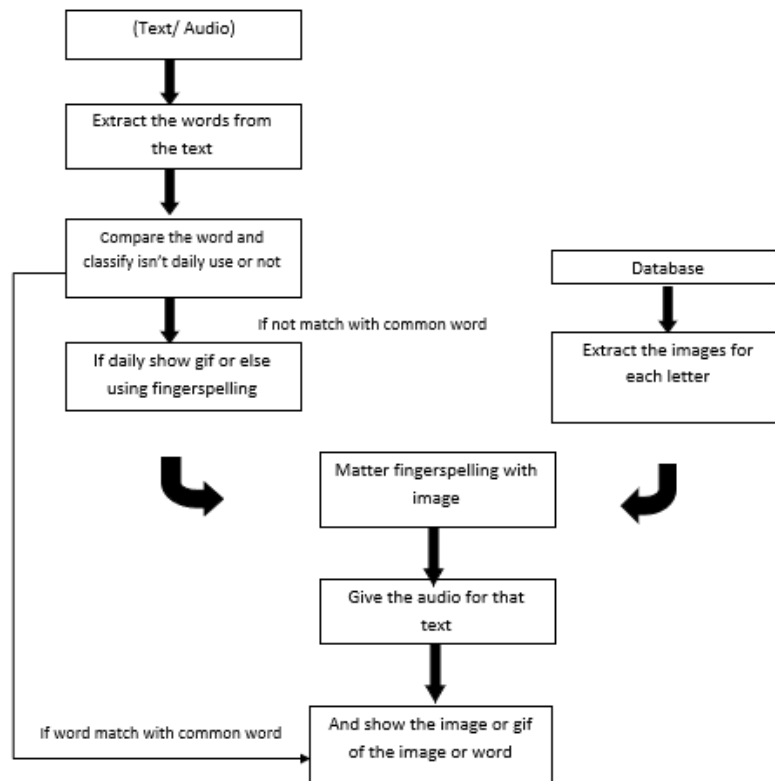 (Text/ Audio)
Extract the words from
the text
Compare the word and
classify isn't daily use or not
Database
If not match with common word
If daily show gif or else
using fingerspelling
Extract the images for
each letter
Matter fingerspelling with
image
Give the audio for that
text
If word match with common word
And show the image or gif
of the image or word